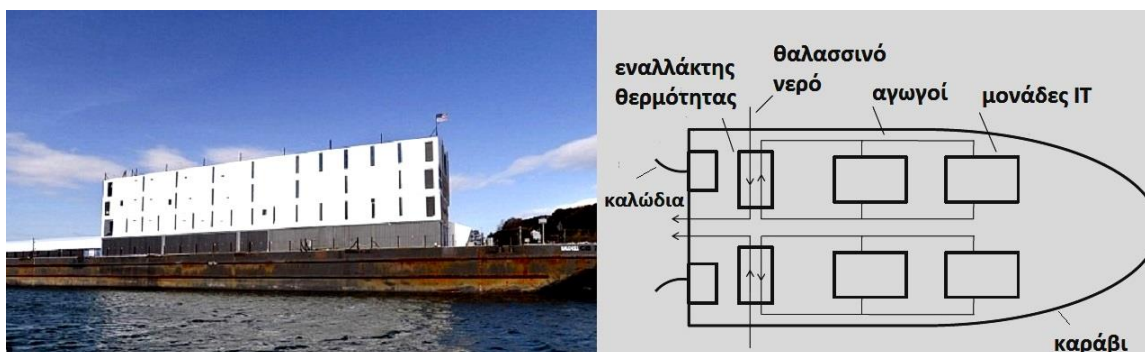 εναλλάκτης
θερμότητας
θαλασσινό
νερό
αγωγοί
μονάδες IT
καλώδια
καράβι